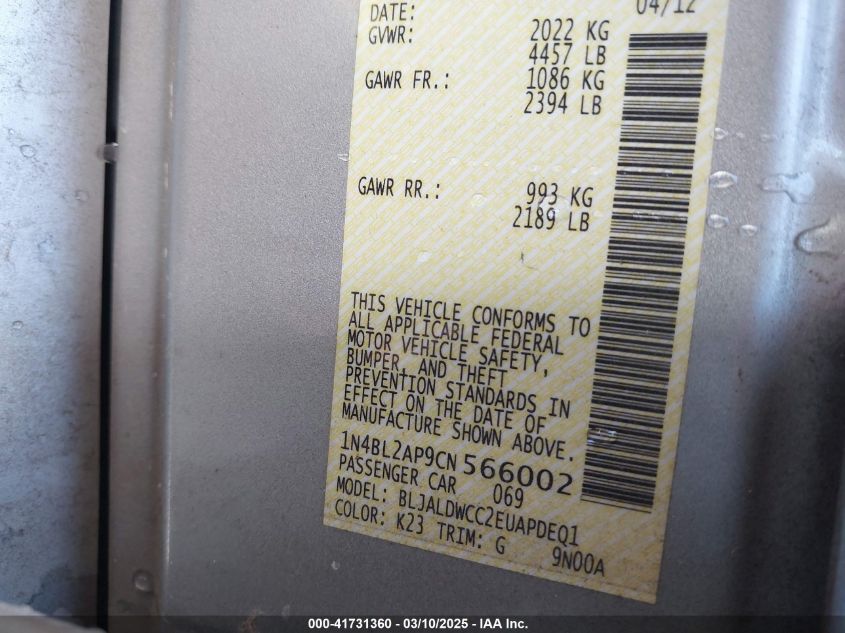 DATE: 04/12
GVWR: 2022 KG
4457 LB
GAWR FR.: 1086 KG
2394 LB
GAWR RR.: 993 KG
2189 LB
THIS VEHICLE CONFORMS TO
ALL APPLICABLE FEDERAL
MOTOR VEHICLE SAFETY,
BUMPER, AND THEFT
PREVENTION STANDARDS IN
EFFECT ON THE DATE OF
MANUFACTURE SHOWN ABOVE.
1N4BL2AP9CN566002
PASSENGER CAR 069
MODEL: BLJALDWCC2EUAPDEQ1
COLOR: K23 TRIM: G 9N00A
000-41731360 - 03/10/2025 - IAA Inc.